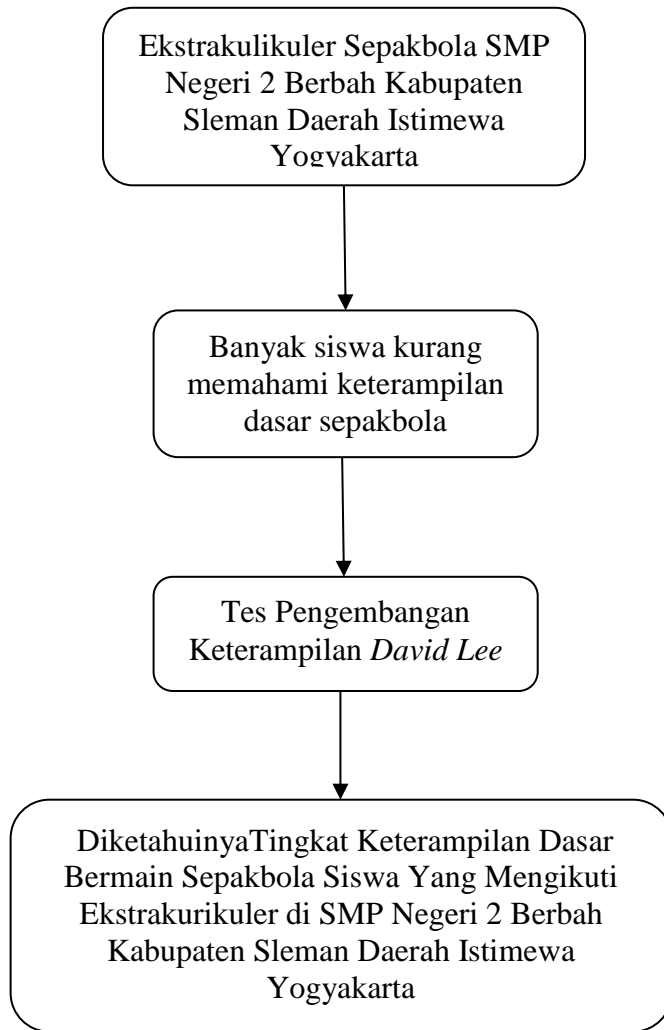 Ekstrakulikuler Sepakbola SMP
Negeri 2 Berbah Kabupaten
Sleman Daerah Istimewa
Yogyakarta
Banyak siswa kurang
memahami keterampilan
dasar sepakbola
Tes Pengembangan
Keterampilan David Lee
DiketahuinyaTingkat Keterampilan Dasar
Bermain Sepakbola Siswa Yang Mengikuti
Ekstrakurikuler di SMP Negeri 2 Berbah
Kabupaten Sleman Daerah Istimewa
Yogyakarta